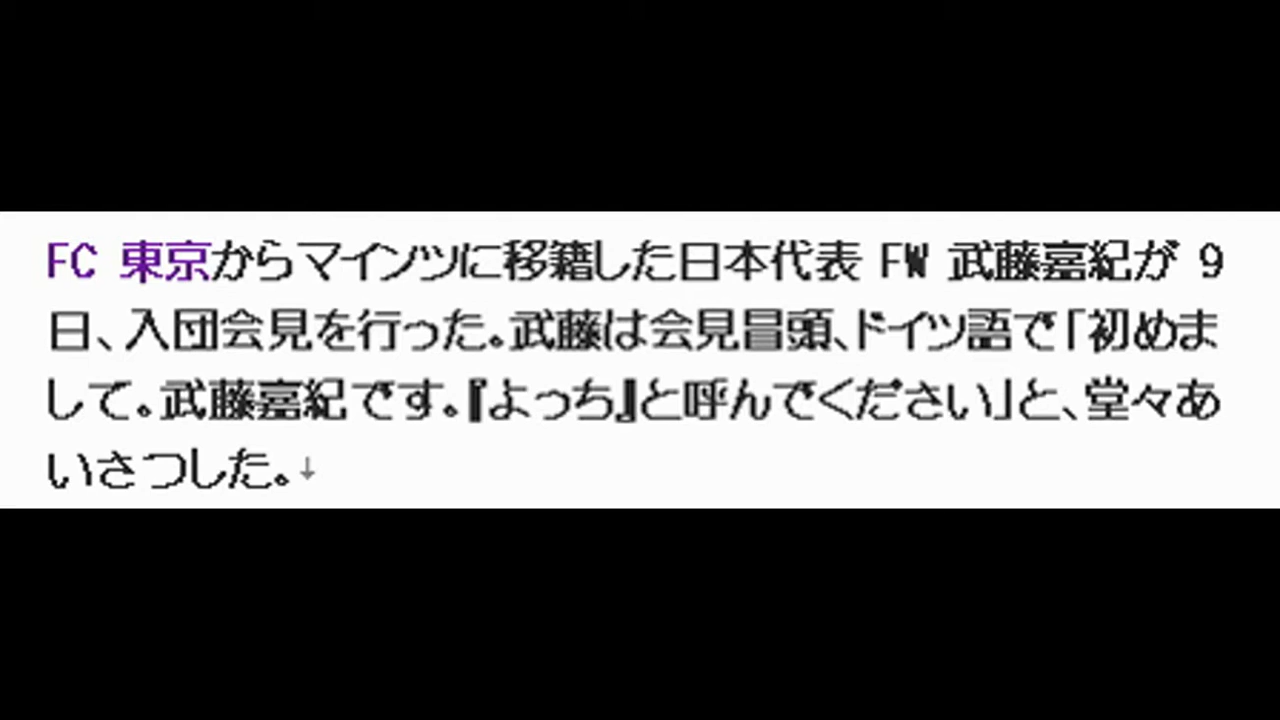 FC 東京からマインツに移籍した日本代表 FW 武藤嘉紀が 9
日、入団会見を行った。武藤は会見冒頭、ドイツ語で「初めま
して。武藤嘉紀です。『よっち』と呼んでください」と、堂々あ
いさつした。↓